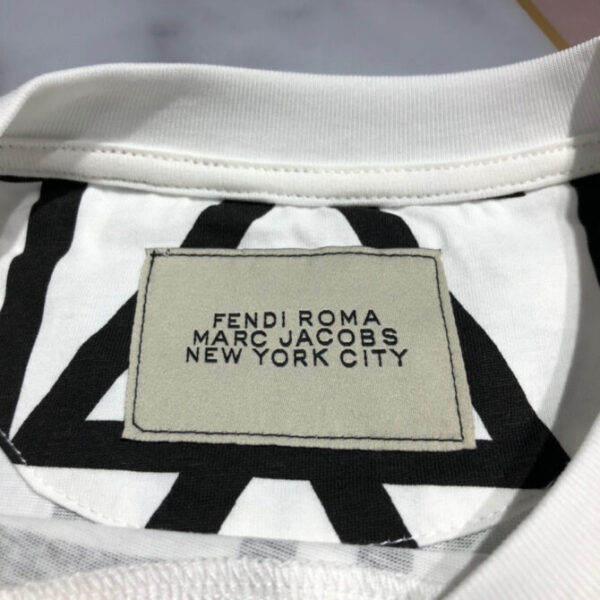 FENDI ROMA
MARC JACOBS
NEW YORK CITY